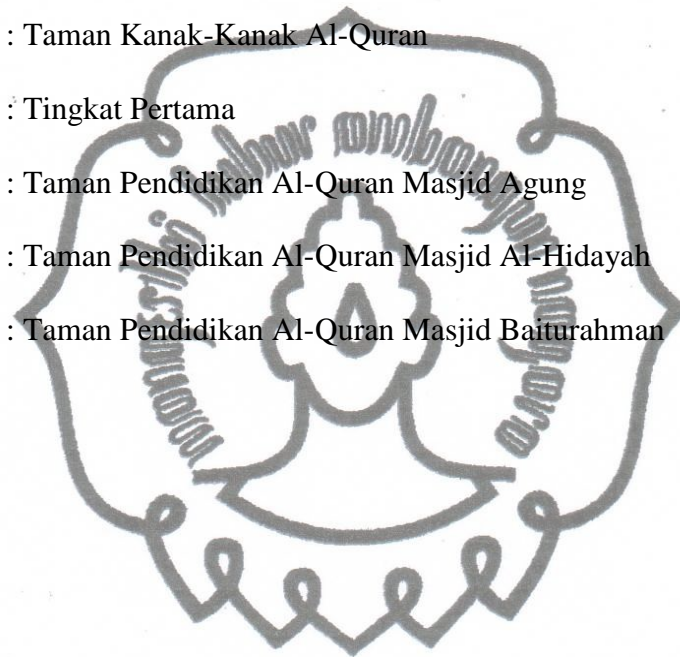 : Taman Kanak-Kanak Al-Quran
: Tingkat Pertama
: Taman Pendidikan Al-Quran Masjid Agung
: Taman Pendidikan Al-Quran Masjid Al-Hidayah
: Taman Pendidikan Al-Quran Masjid Baiturahman